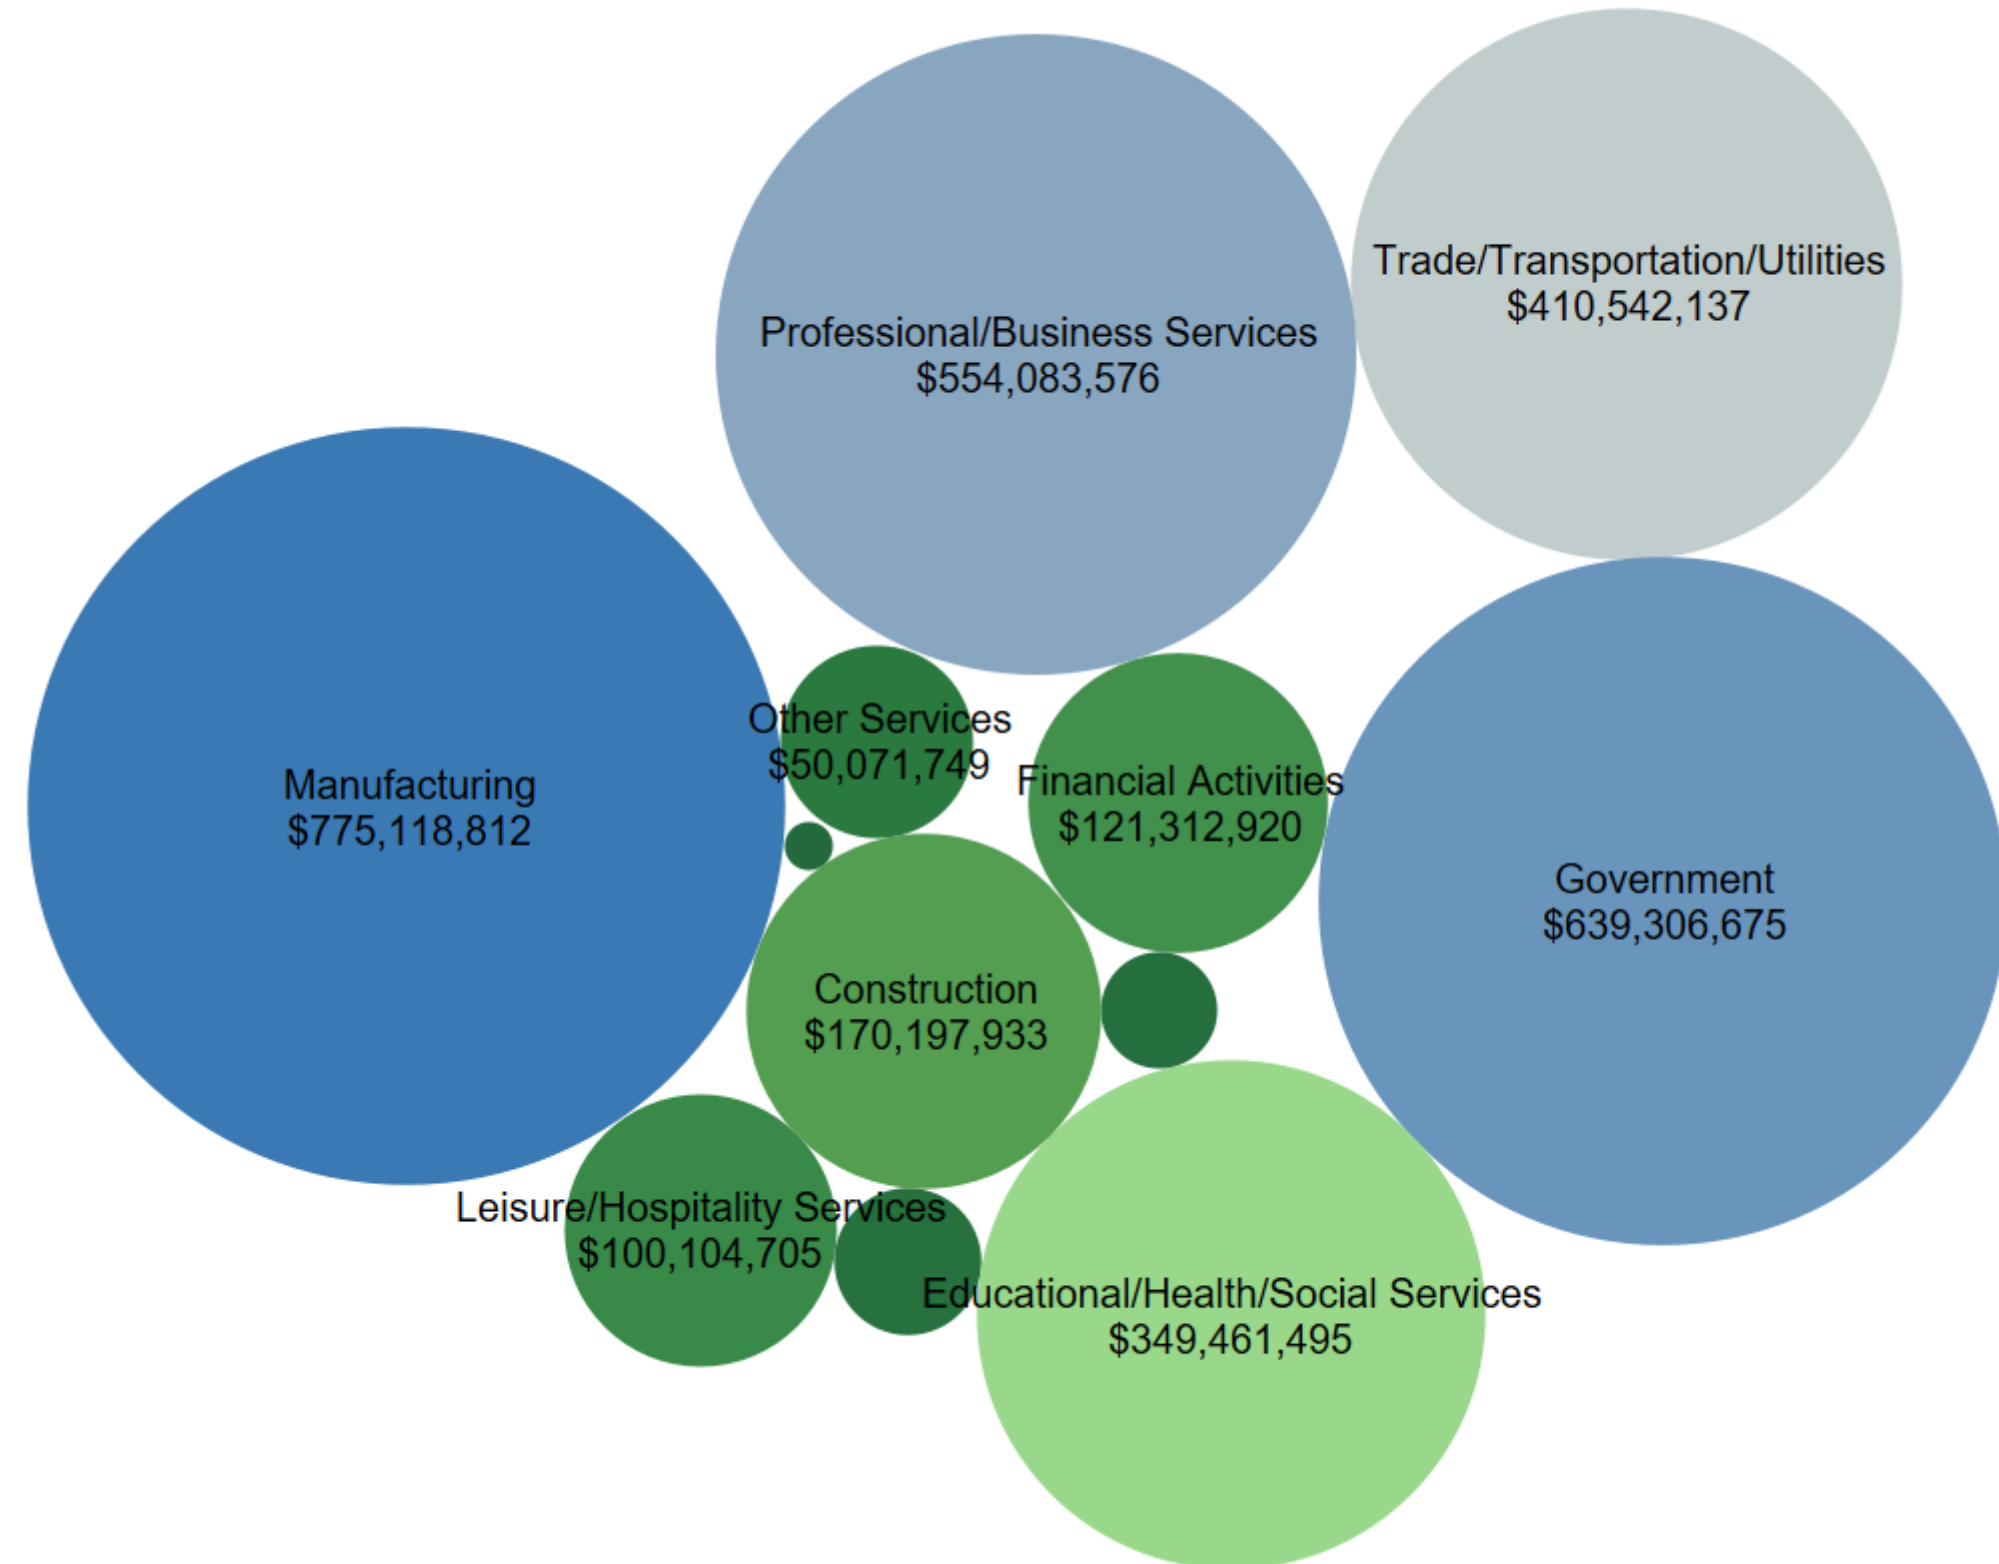 Trade/Transportation/Utilities
$410,542,137
Professional/Business Services
$554,083,576
Other Services
$50,071,749
Financial Activities
$121,312,920
Manufacturing
$775,118,812
Government
$639,306,675
Construction
$170,197,933
Leisure/Hospitality Services
$100,104,705
Educational/Health/Social Services
$349,461,495